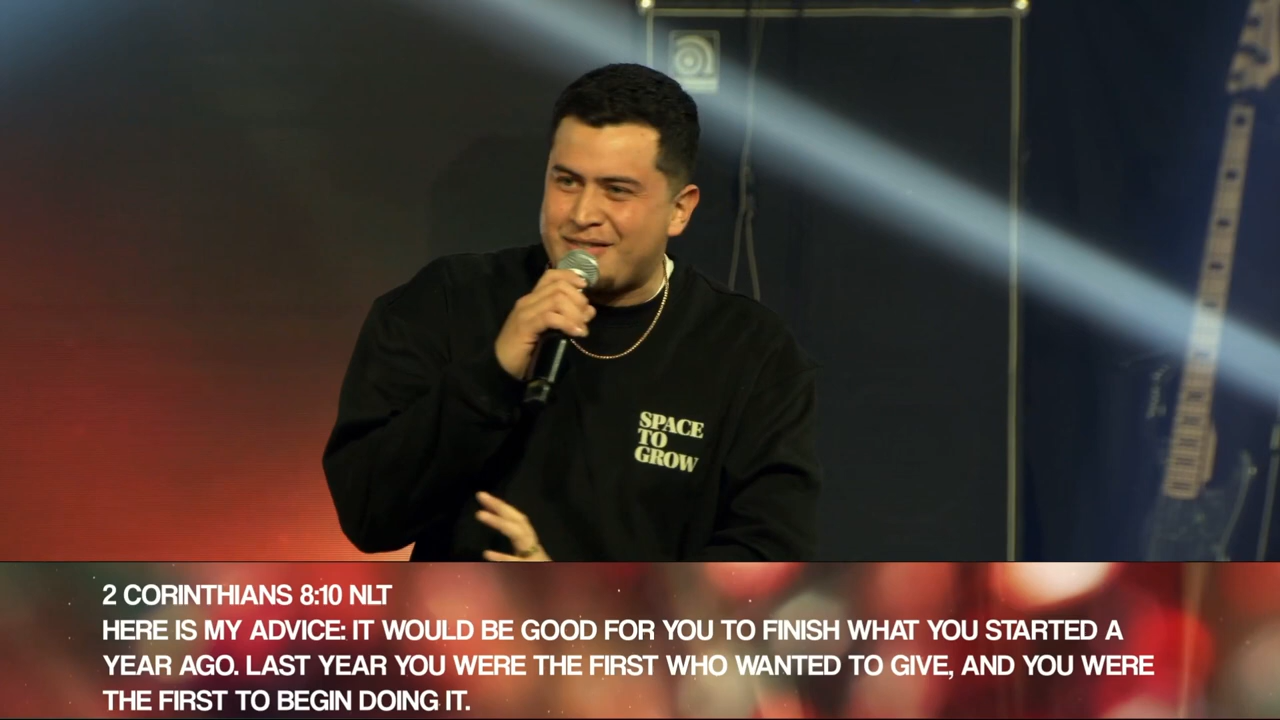 SPACE
TO
GROW
2 CORINTHIANS 8:10 NLT
HERE IS MY ADVICE: IT WOULD BE GOOD FOR YOU TO FINISH WHAT YOU STARTED A
YEAR AGO. LAST YEAR YOU WERE THE FIRST WHO WANTED TO GIVE, AND YOU WERE
THE FIRST TO BEGIN DOING IT.